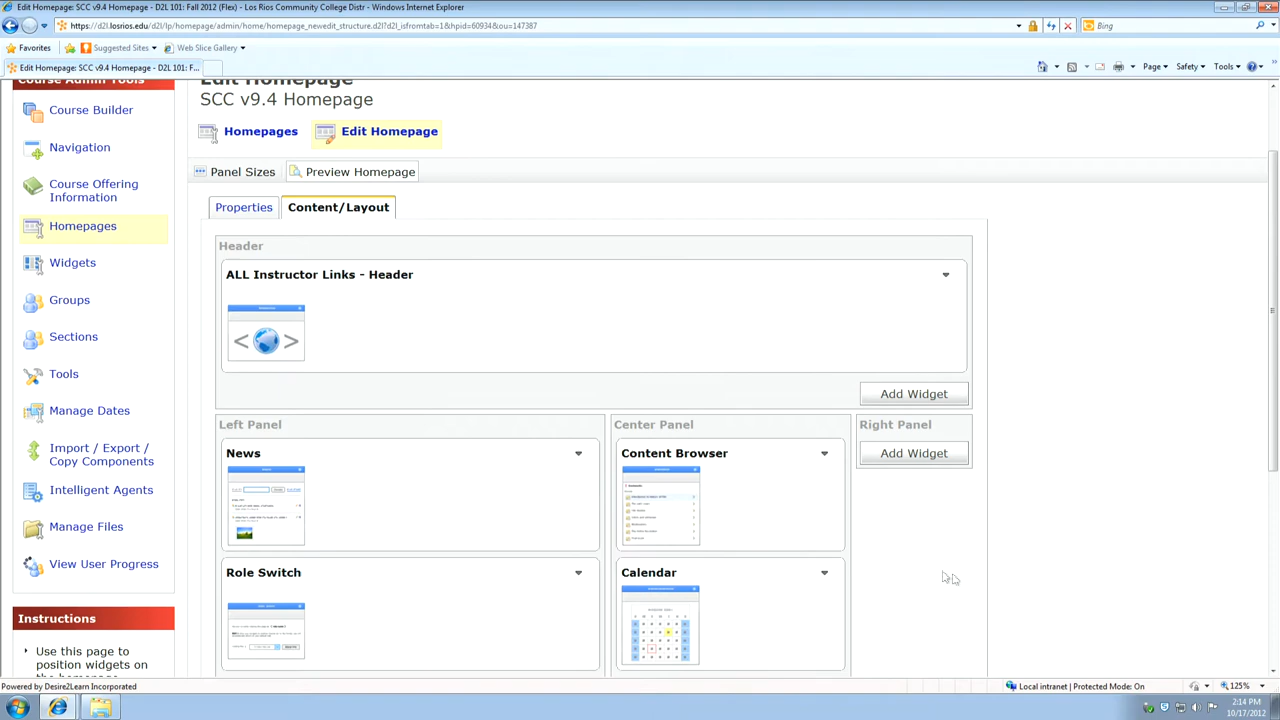 Edit Homepage: SCC v9.4 Homepage - D2L 101: Fall 2012 (Flex) - Los Rios Community College Distr - Windows Internet Explorer
https://d2l.losrios.edu/d2l/lp/homepage/admin/home/homepage_newedit_structure.d2l?d2l_isfromtab=1&hpid=60934&ou=147387
Bing
Favorites
Suggested Sites
Web Slice Gallery
Edit Homepage: SCC v9.4 Homepage - D2L 101: F...
Page
Safety
Tools
Course Admin Tools
Course Builder
Navigation
Course Offering
Information
Homepages
Widgets
Groups
Sections
Tools
Manage Dates
Import / Export /
Copy Components
Intelligent Agents
Manage Files
View User Progress
Instructions
Use this page to
position widgets on
the homepage
Edit Homepage
SCC v9.4 Homepage
Homepages
Edit Homepage
Panel Sizes
Preview Homepage
Properties
Content/Layout
Header
ALL Instructor Links - Header
Add Widget
Left Panel
News
Role Switch
Center Panel
Content Browser
Calendar
Right Panel
Add Widget
Powered by Desire2Learn Incorporated
Local intranet | Protected Mode: On
125%
2:14 PM
10/17/2012